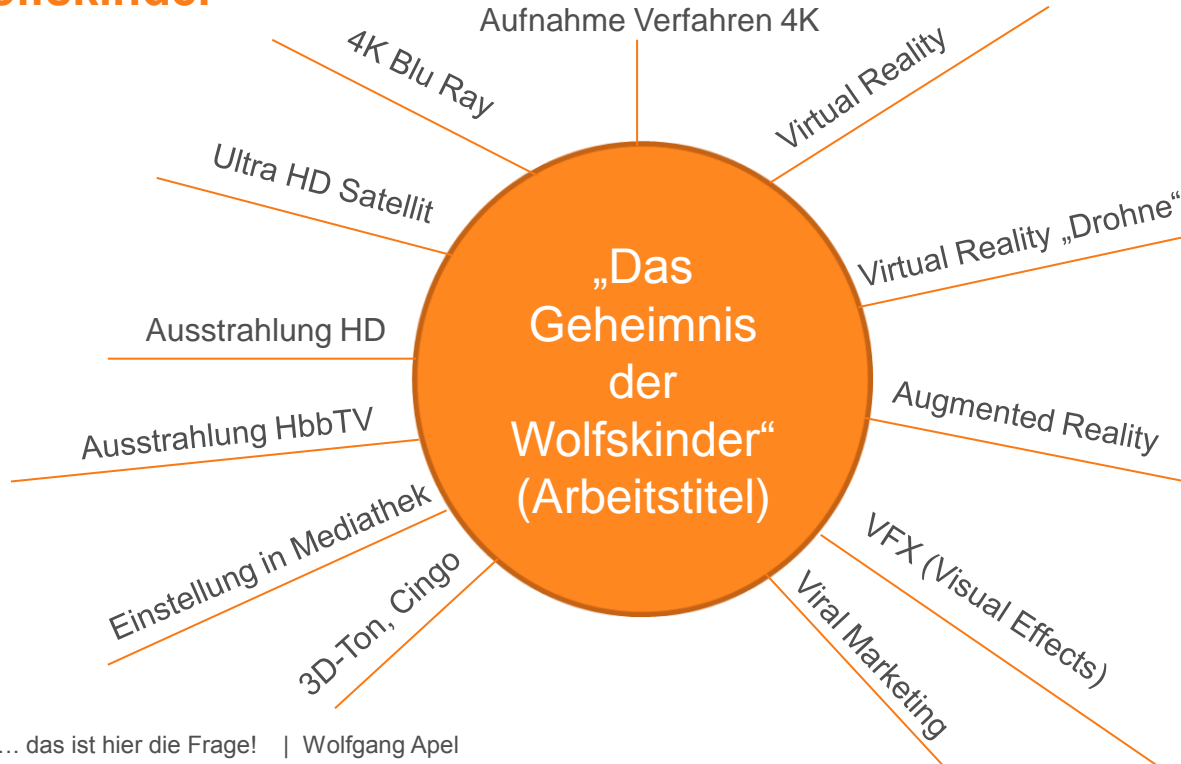 olfskinder
Aufnahme Verfahren 4K
4K Blu Ray
Virtual Reality
Ultra HD Satellit
Virtual Reality „Drohne“
Ausstrahlung HD
„Das
Geheimnis
der
Wolfskinder“
(Arbeitstitel)
Augmented Reality
Ausstrahlung HbbTV
Einstellung in Mediathek
3D-Ton, Cingo
VFX (Visual Effects)
Viral Marketing
… das ist hier die Frage! | Wolfgang Apel